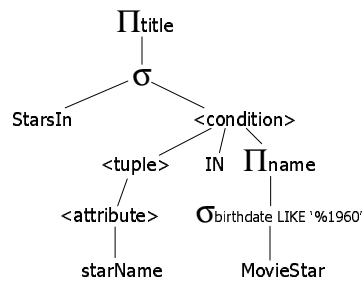 Πtitle
σ
StarsIn <condition>
<tuple> IN Πname
<attribute> σbirthdate LIKE ‘%1960’
starName MovieStar